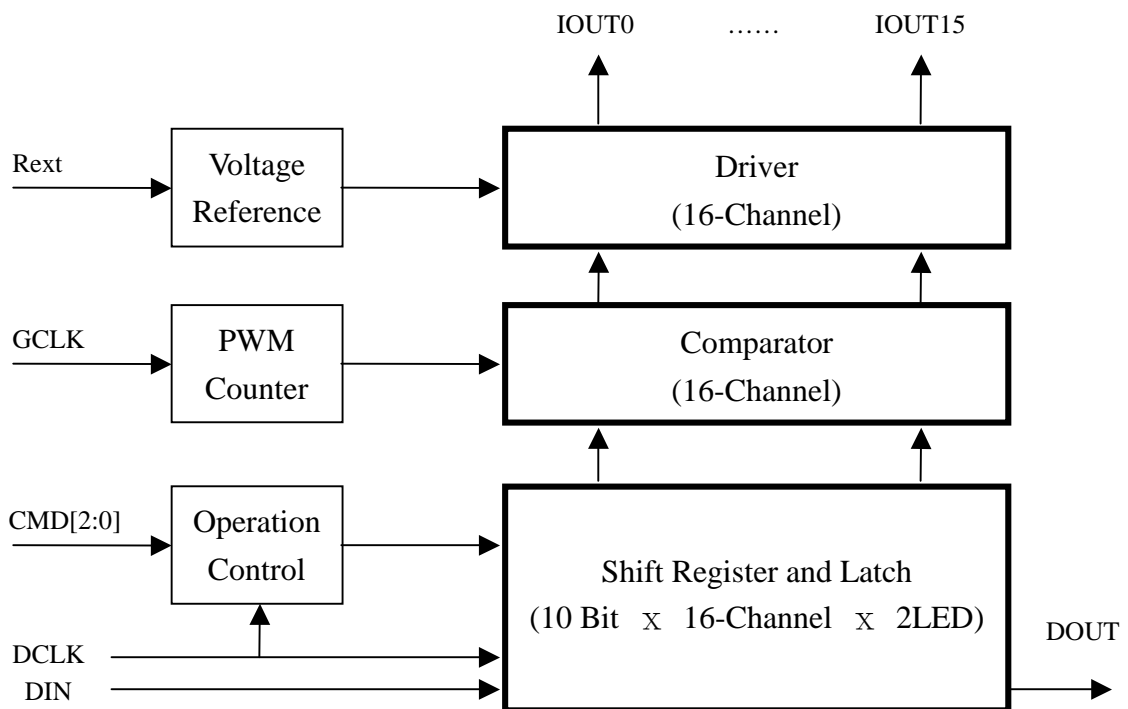 IOUT0 …… IOUT15
Rext
Voltage
Reference
Driver
(16-Channel)
GCLK
PWM
Counter
Comparator
(16-Channel)
CMD[2:0]
Operation
Control
Shift Register and Latch
(10 Bit x 16-Channel x 2LED)
DCLK
DIN
DOUT